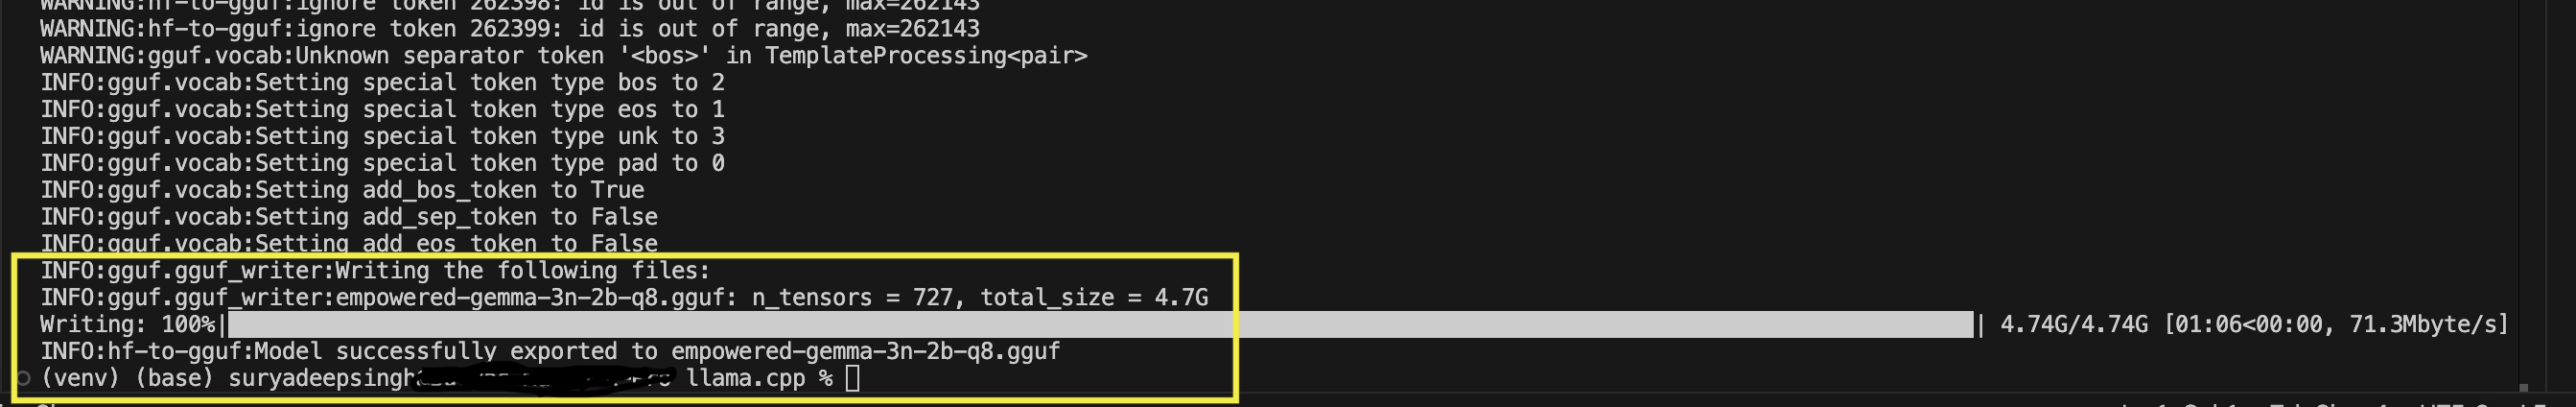 WARNING:hf-to-gguf:ignore token 262398: id is out of range, max=262143
WARNING:hf-to-gguf:ignore token 262399: id is out of range, max=262143
WARNING:gguf.vocab:Unknown separator token '<bos>' in TemplateProcessing<pair>
INFO:gguf.vocab:Setting special token type bos to 2
INFO:gguf.vocab:Setting special token type eos to 1
INFO:gguf.vocab:Setting special token type unk to 3
INFO:gguf.vocab:Setting special token type pad to 0
INFO:gguf.vocab:Setting add_bos_token to True
INFO:gguf.vocab:Setting add_sep_token to False
INFO:gguf.vocab:Setting add_eos_token to False
INFO:gguf.gguf_writer:Writing the following files:
INFO:gguf.gguf_writer:empowered-gemma-3n-2b-q8.gguf: n_tensors = 727, total_size = 4.7G
Writing: 100%| | 4.74G/4.74G [01:06<00:00, 71.3Mbyte/s]
INFO:hf-to-gguf:Model successfully exported to empowered-gemma-3n-2b-q8.gguf
(venv) (base) suryadeepsingh llama.cpp %